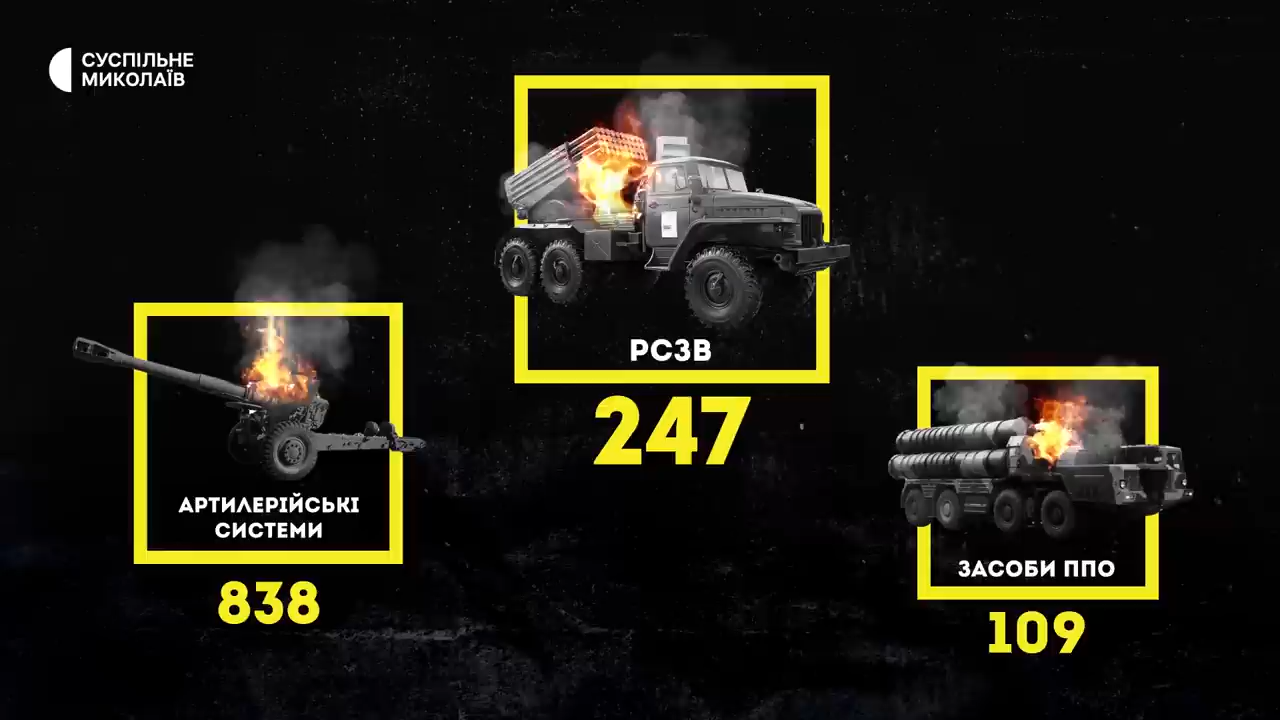 СУСПІЛЬНЕ
МИКОЛАЇВ
РСЗВ
247
АРТИЛЕРІЙСЬКІ
СИСТЕМИ
838
ЗАСОБИ ППО
109